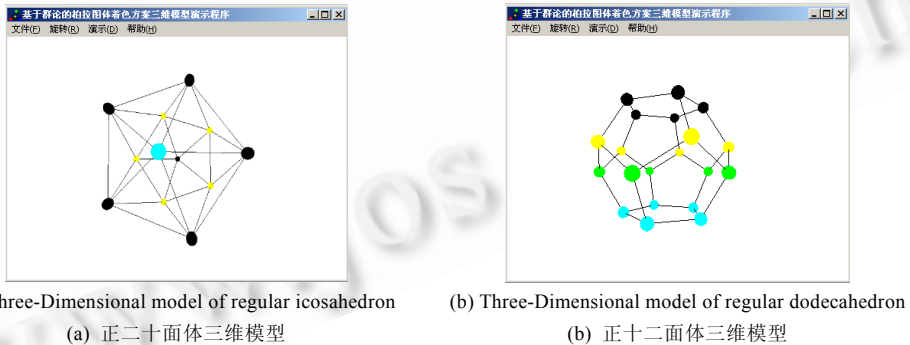 基于群论的柏拉图体着色方案三维模型演示程序
文件(F) 旋转(R) 演示(D) 帮助(H)
基于群论的柏拉图体着色方案三维模型演示程序
文件(F) 旋转(R) 演示(D) 帮助(H)
hree-Dimensional model of regular icosahedron
(a) 正二十面体三维模型
(b) Three-Dimensional model of regular dodecahedron
(b) 正十二面体三维模型